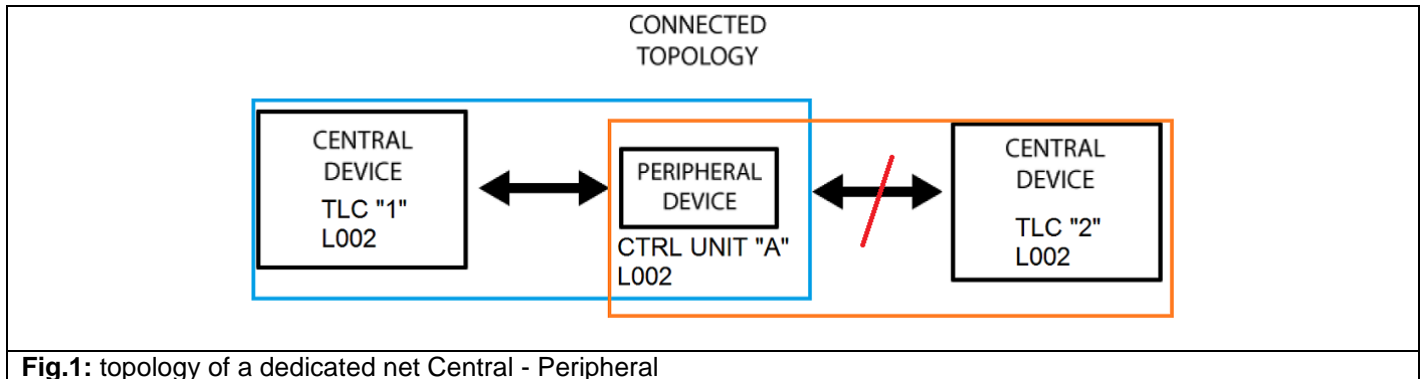 CONNECTED
TOPOLOGY
CENTRAL
DEVICE
TLC "1"
L002
PERIPHERAL
DEVICE
CTRL UNIT "A"
L002
CENTRAL
DEVICE
TLC "2"
L002
Fig.1: topology of a dedicated net Central - Peripheral